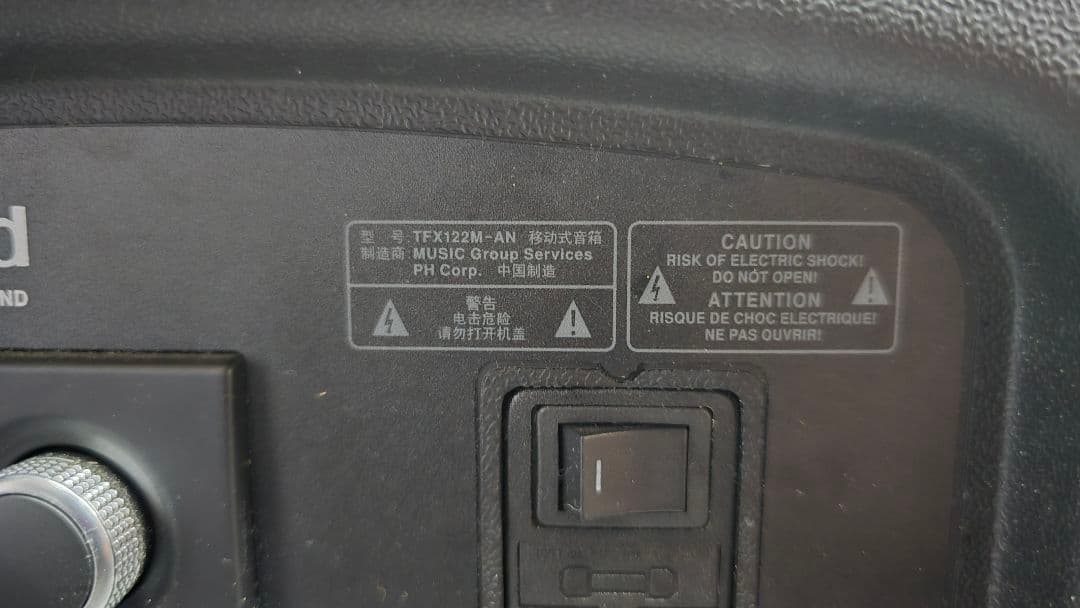 d
ND
型 号 TFX122M-AN 移动式音箱
制造商 MUSIC Group Services
PH Corp. 中国制造
警告
电击危险
请勿打开机盖
CAUTION
RISK OF ELECTRIC SHOCK!
DO NOT OPEN!
ATTENTION
RISQUE DE CHOC ELECTRIQUE!
NE PAS OUVRIR!